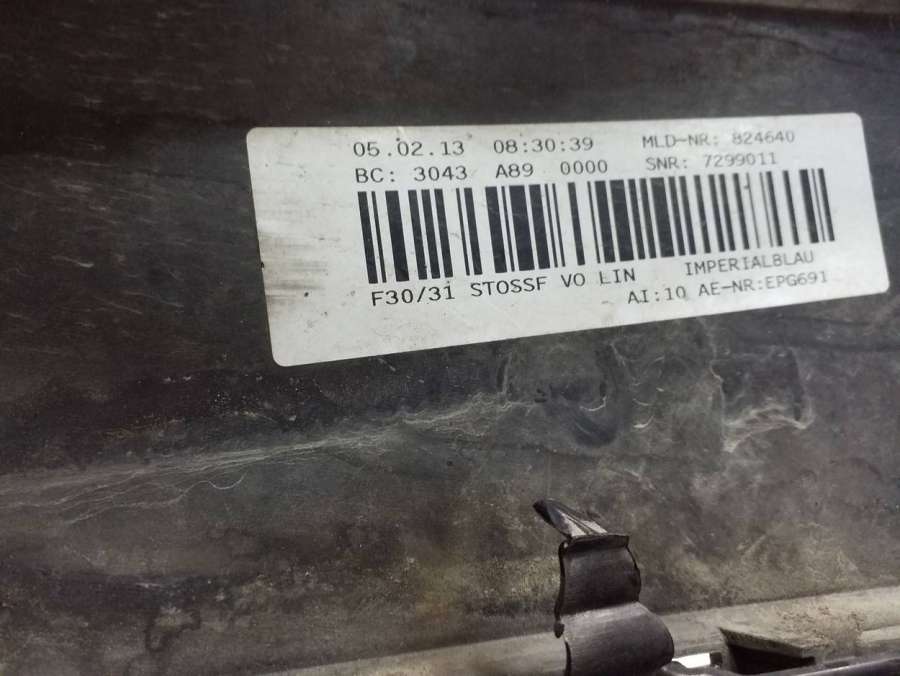 05.02.13 08:30:39 MLD-NR: 824640
BC: 3043 A89 0000 SNR: 7299011
F30/31 STOSSF VO LIN IMPERIALBLAU
AI:10 AE-NR:EPG691